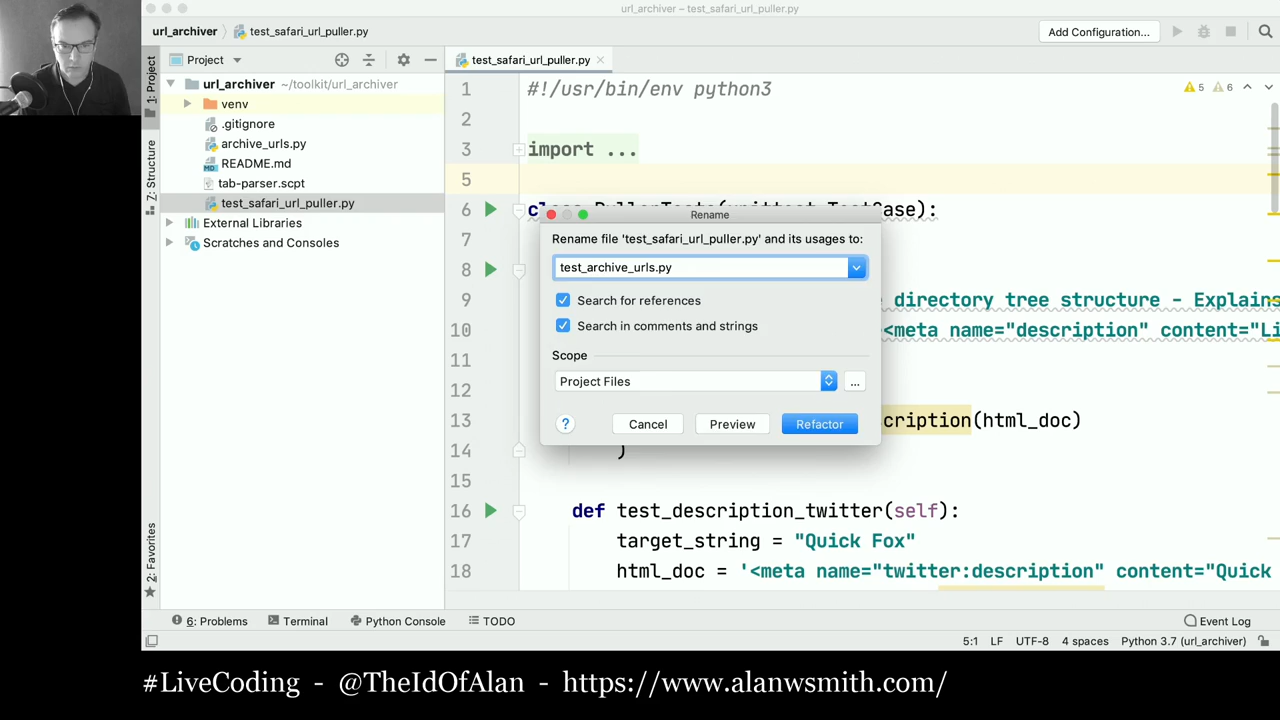 url_archiver – test_safari_url_puller.py
url_archiver
test_safari_url_puller.py
Add Configuration...
1: Project
Project
test_safari_url_puller.py
url_archiver ~/toolkit/url_archiver
venv
.gitignore
archive_urls.py
README.md
tab-parser.scpt
test_safari_url_puller.py
External Libraries
Scratches and Consoles
Z: Structure
2: Favorites
1 #!/usr/bin/env python3
5 6
2
3 import ...
5
6 class PullerTests(unittest.TestCase):
7
8
9 directory tree structure - Explains
10 <meta name="description" content="Li
11
12
13 cription(html_doc)
14 )
15
16 def test_description_twitter(self):
17 target_string = "Quick Fox"
18 html_doc = '<meta name="twitter:description" content="Quick
Rename
Rename file 'test_safari_url_puller.py' and its usages to:
test_archive_urls.py
Search for references
Search in comments and strings
Scope
Project Files
...
?
Cancel
Preview
Refactor
6: Problems
Terminal
Python Console
TODO
Event Log
5:1 LF UTF-8 4 spaces Python 3.7 (url_archiver)
#LiveCoding - @TheIdOfAlan - https://www.alanwsmith.com/